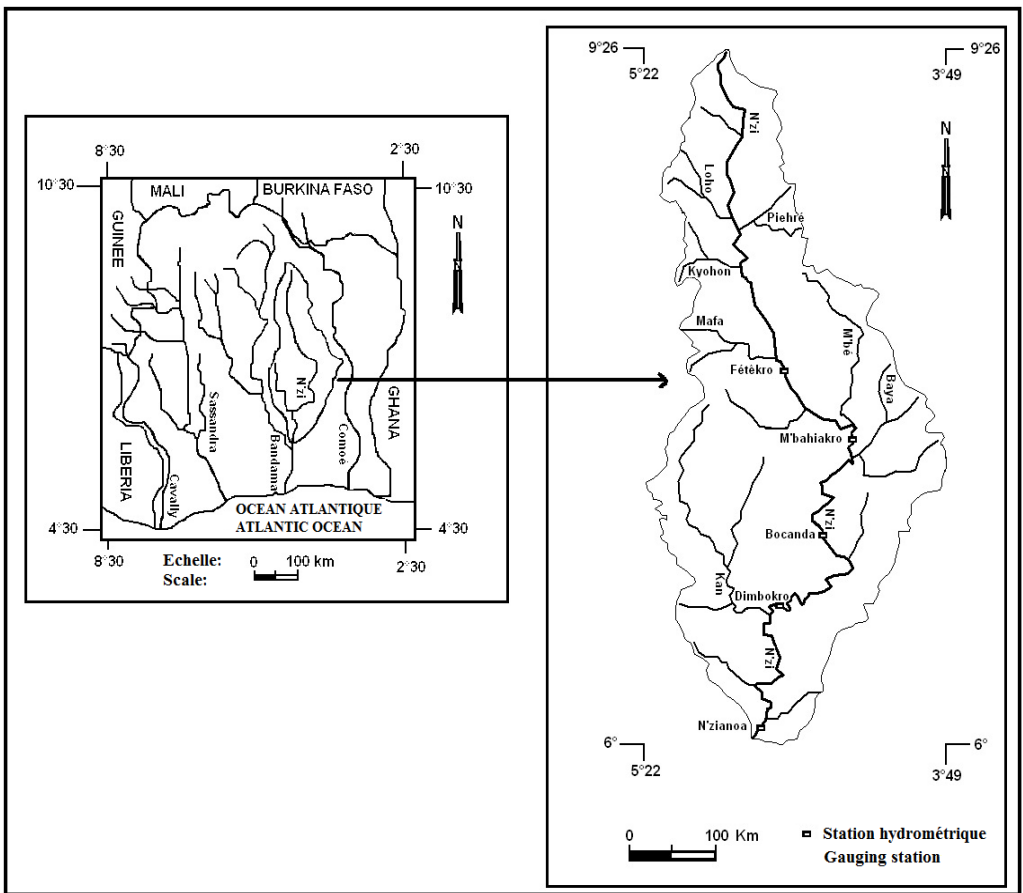 8°30
2°30
10°30
10°30
MALI
BURKINA FASO
GUINEE
N
N'zi
Sassandra
Bandama
Comoé
GHANA
LIBERIA
Cavally
OCEAN ATLANTIQUE
ATLANTIC OCEAN
4°30
4°30
8°30
2°30
Echelle:
Scale:
0 100 km
9°26
9°26
5°22
3°49
N
N'zi
Loho
Piehré
Kyohon
Mafa
M'bé
Fétèkro
Baya
M'bahiakro
N'zi
Bocanda
Kan
Dimbokro
N'zi
N'zianoa
6°
6°
5°22
3°49
0 100 Km
Station hydrométrique
Gauging station